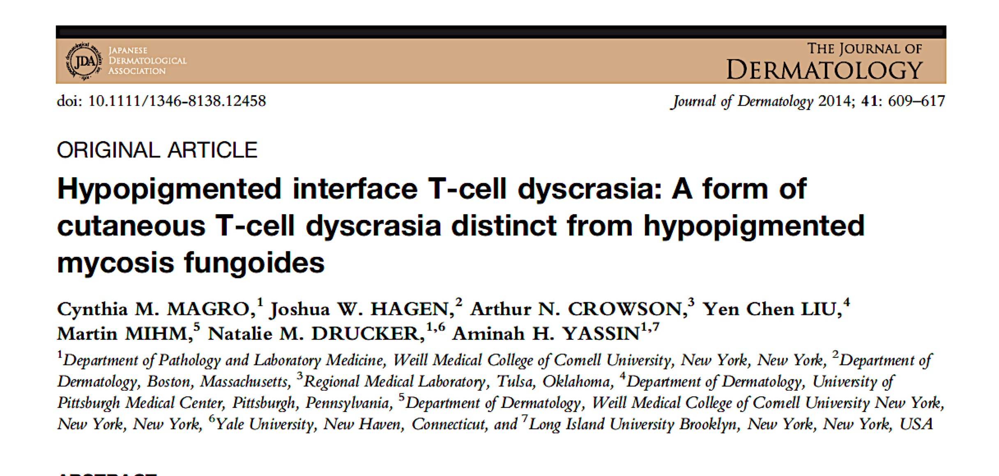 JDA
JAPANESE
DERMATOLOGICAL
ASSOCIATION
THE JOURNAL OF
DERMATOLOGY
doi: 10.1111/1346-8138.12458
Journal of Dermatology 2014; 41: 609–617
ORIGINAL ARTICLE
Hypopigmented interface T-cell dyscrasia: A form of
cutaneous T-cell dyscrasia distinct from hypopigmented
mycosis fungoides
Cynthia M. MAGRO,¹ Joshua W. HAGEN,² Arthur N. CROWSON,³ Yen Chen LIU,⁴
Martin MIHM,⁵ Natalie M. DRUCKER,¹,⁶ Aminah H. YASSIN¹,⁷
¹Department of Pathology and Laboratory Medicine, Weill Medical College of Cornell University, New York, New York, ²Department of
Dermatology, Boston, Massachusetts, ³Regional Medical Laboratory, Tulsa, Oklahoma, ⁴Department of Dermatology, University of
Pittsburgh Medical Center, Pittsburgh, Pennsylvania, ⁵Department of Dermatology, Weill Medical College of Cornell University New York,
New York, New York, ⁶Yale University, New Haven, Connecticut, and ⁷Long Island University Brooklyn, New York, New York, USA
ABSTRACT